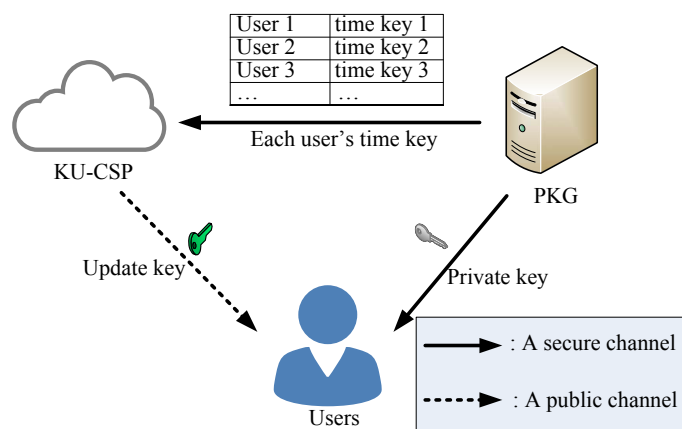 User 1 time key 1
User 2 time key 2
User 3 time key 3
… …
Each user's time key
KU-CSP
PKG
Update key
Private key
Users
: A secure channel
: A public channel